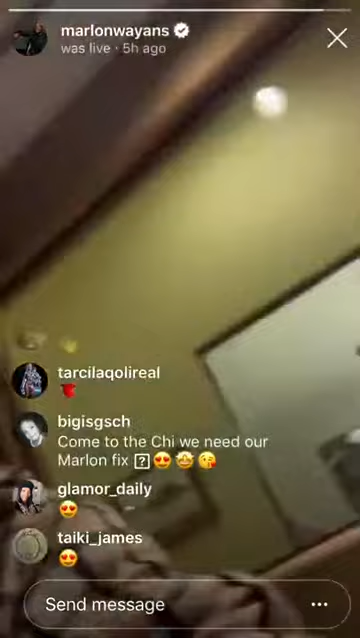 marlonwayans
was live · 5h ago
tarcilaqolireal
🌹
bigisgsch
Come to the Chi we need our
Marlon fix ⍰😍🤩😘
glamor_daily
😍
taiki_james
😍
Send message